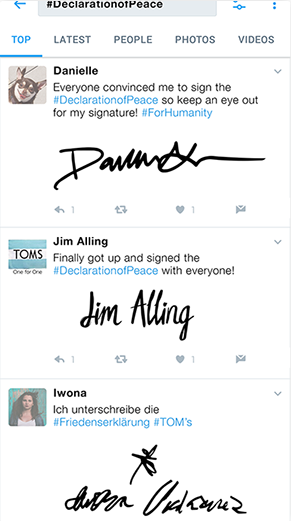 #DeclarationofPeace
TOP LATEST PEOPLE PHOTOS VIDEOS
Danielle
Everyone convinced me to sign the
#DeclarationofPeace so keep an eye out
for my signature! #ForHumanity
1 1
TOMS
One for One
Jim Alling
Finally got up and signed the
#DeclarationofPeace with everyone!
Jim Alling
1 1
Iwona
Ich unterschreibe die
#Friedenserklärung #TOM's